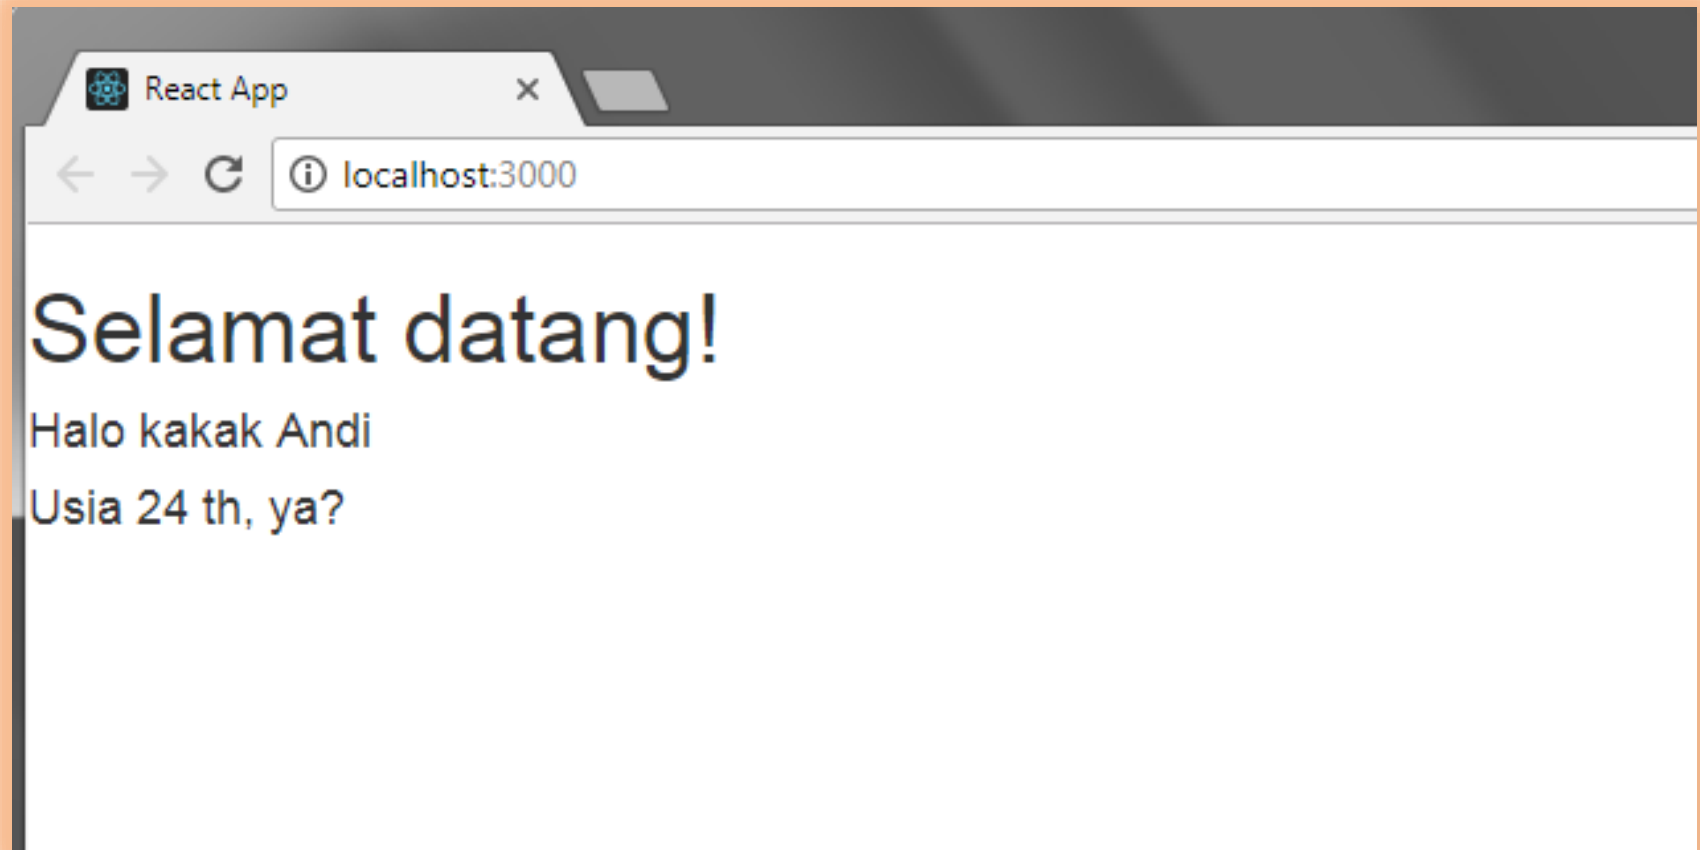 React App
localhost:3000
Selamat datang!
Halo kakak Andi
Usia 24 th, ya?